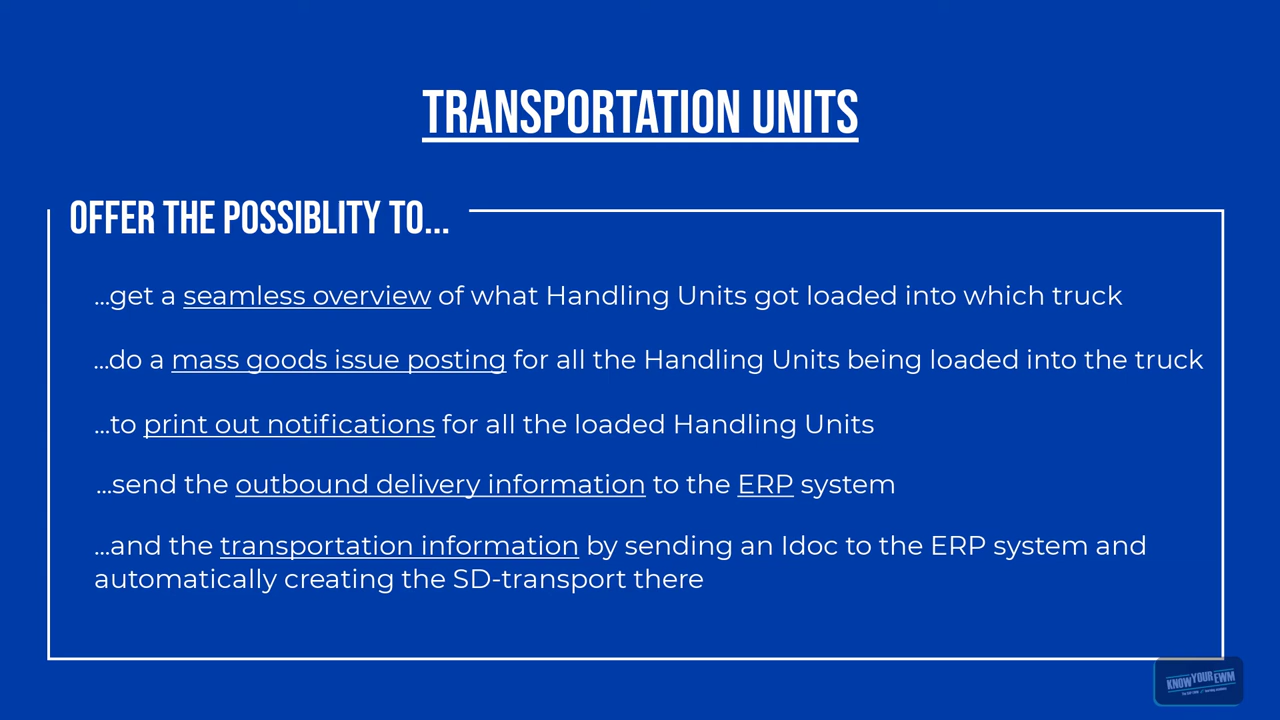 TRANSPORTATION UNITS
OFFER THE POSSIBLITY TO...
...get a seamless overview of what Handling Units got loaded into which truck
...do a mass goods issue posting for all the Handling Units being loaded into the truck
...to print out notifications for all the loaded Handling Units
...send the outbound delivery information to the ERP system
...and the transportation information by sending an Idoc to the ERP system and
automatically creating the SD-transport there
KNOW YOUR EWM